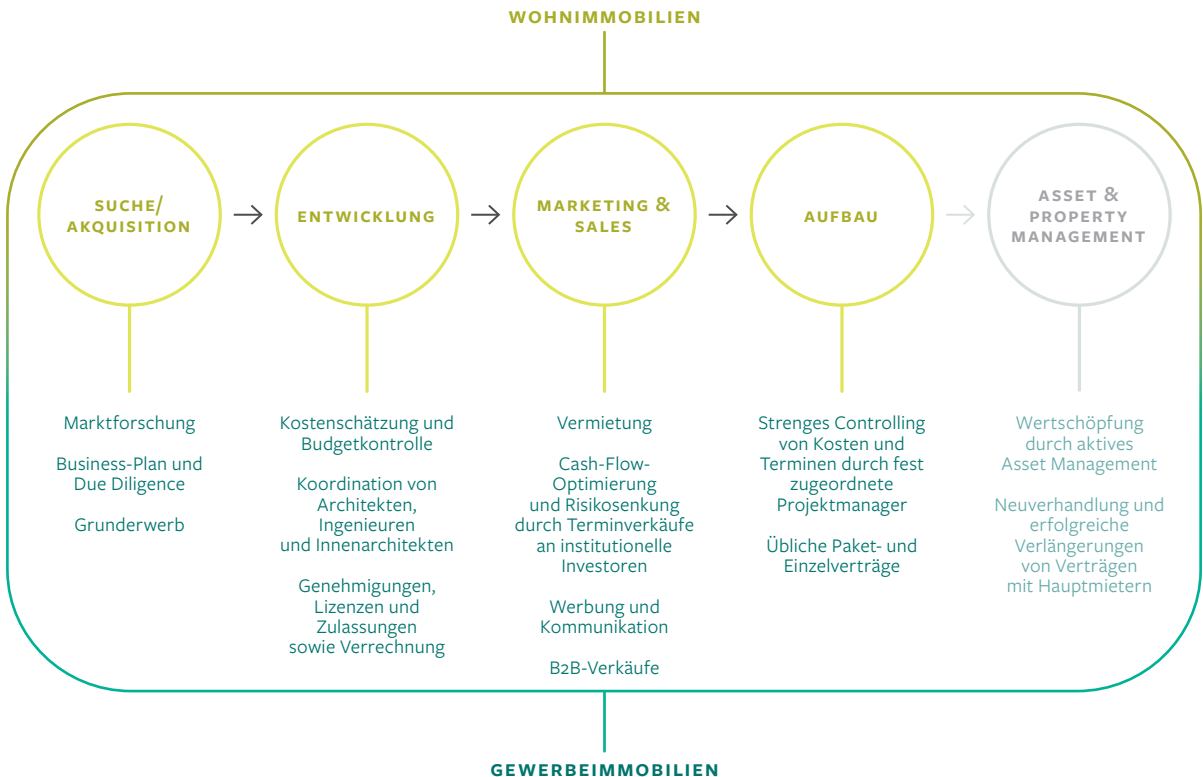 WOHNIMMOBILIEN
SUCHE/
AKQUISITION
ENTWICKLUNG
MARKETING &
SALES
AUFBAU
ASSET &
PROPERTY
MANAGEMENT
Marktforschung
Business-Plan und
Due Diligence
Grunderwerb
Kostenschätzung und
Budgetkontrolle
Koordination von
Architekten,
Ingenieuren
und Innenarchitekten
Genehmigungen,
Lizenzen und
Zulassungen
sowie Verrechnung
Vermietung
Cash-Flow-
Optimierung
und Risikosenkung
durch Terminverkäufe
an institutionelle
Investoren
Werbung und
Kommunikation
B2B-Verkäufe
Strenges Controlling
von Kosten und
Terminen durch fest
zugeordnete
Projektmanager
Übliche Paket- und
Einzelverträge
Wertschöpfung
durch aktives
Asset Management
Neuverhandlung und
erfolgreiche
Verlängerungen
von Verträgen
mit Hauptmietern
GEWERBEIMMOBILIEN